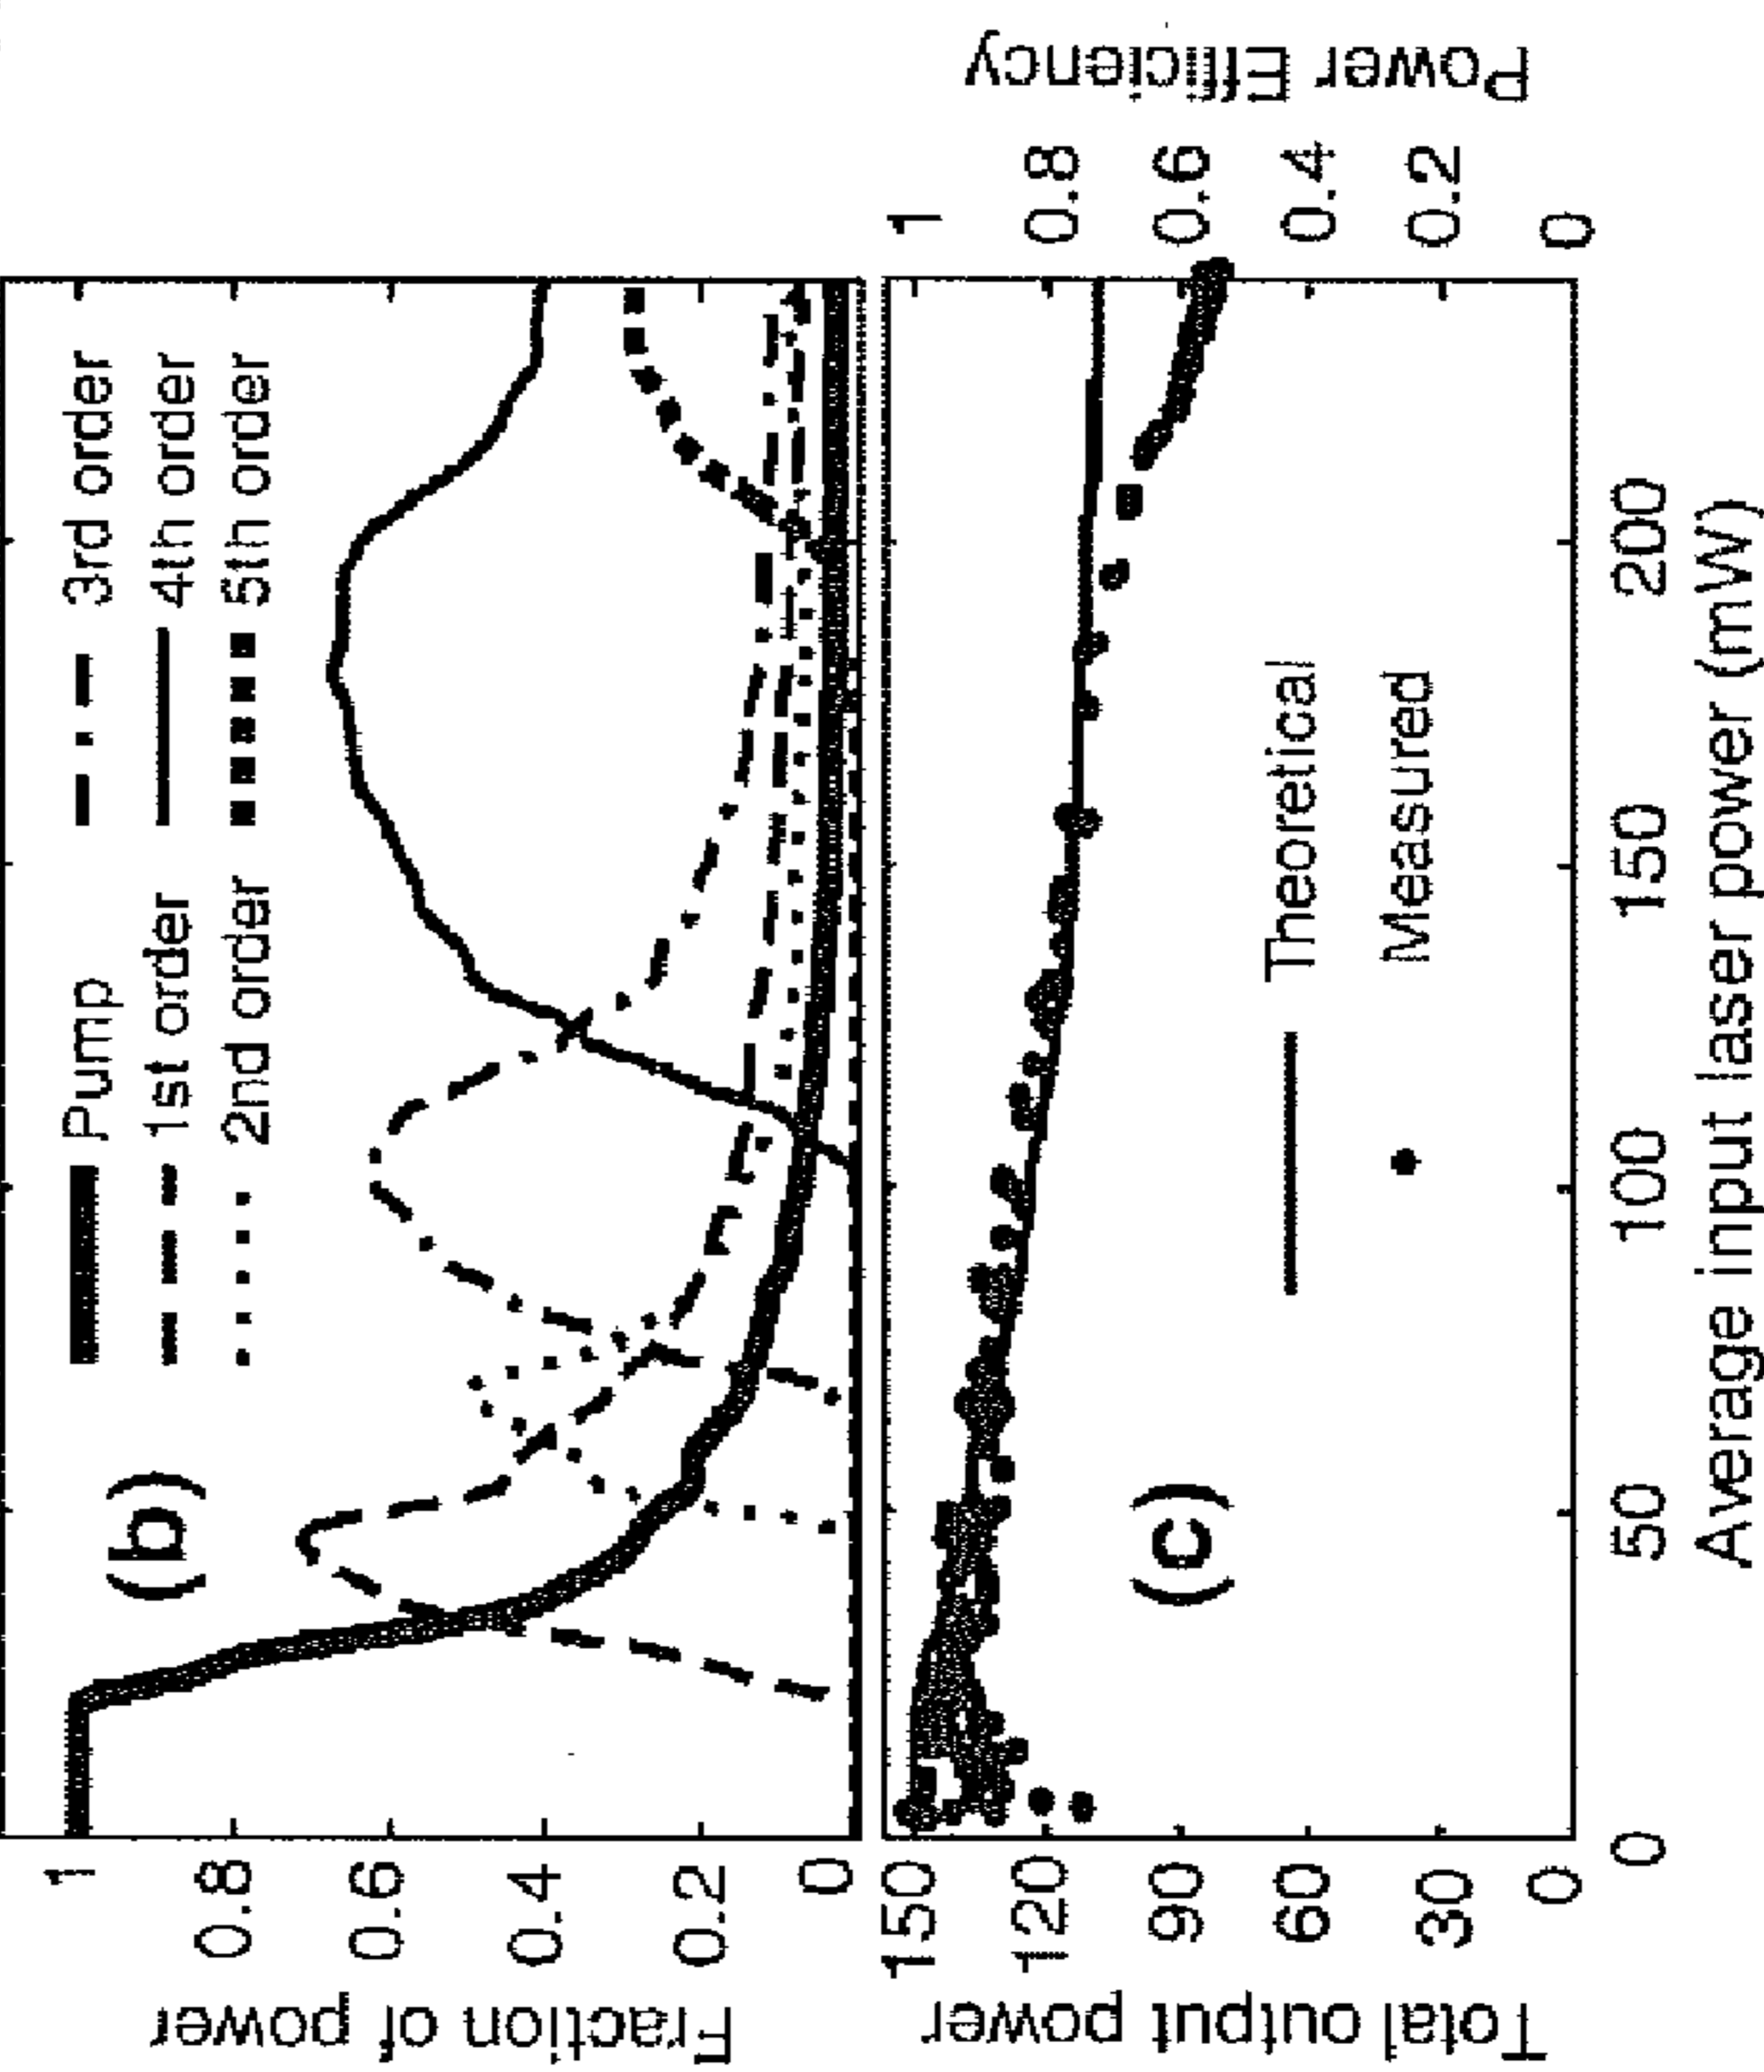 (b)
Pump
1st order
2nd order
3rd order
4th order
5th order
Fraction of power
1
0.8
0.6
0.4
0.2
0
(c)
Theoretical
Measured
Total output power
150
120
90
60
30
0
Power Efficiency
1
0.8
0.6
0.4
0.2
0
0
50
100
150
200
Average input laser power (mW)